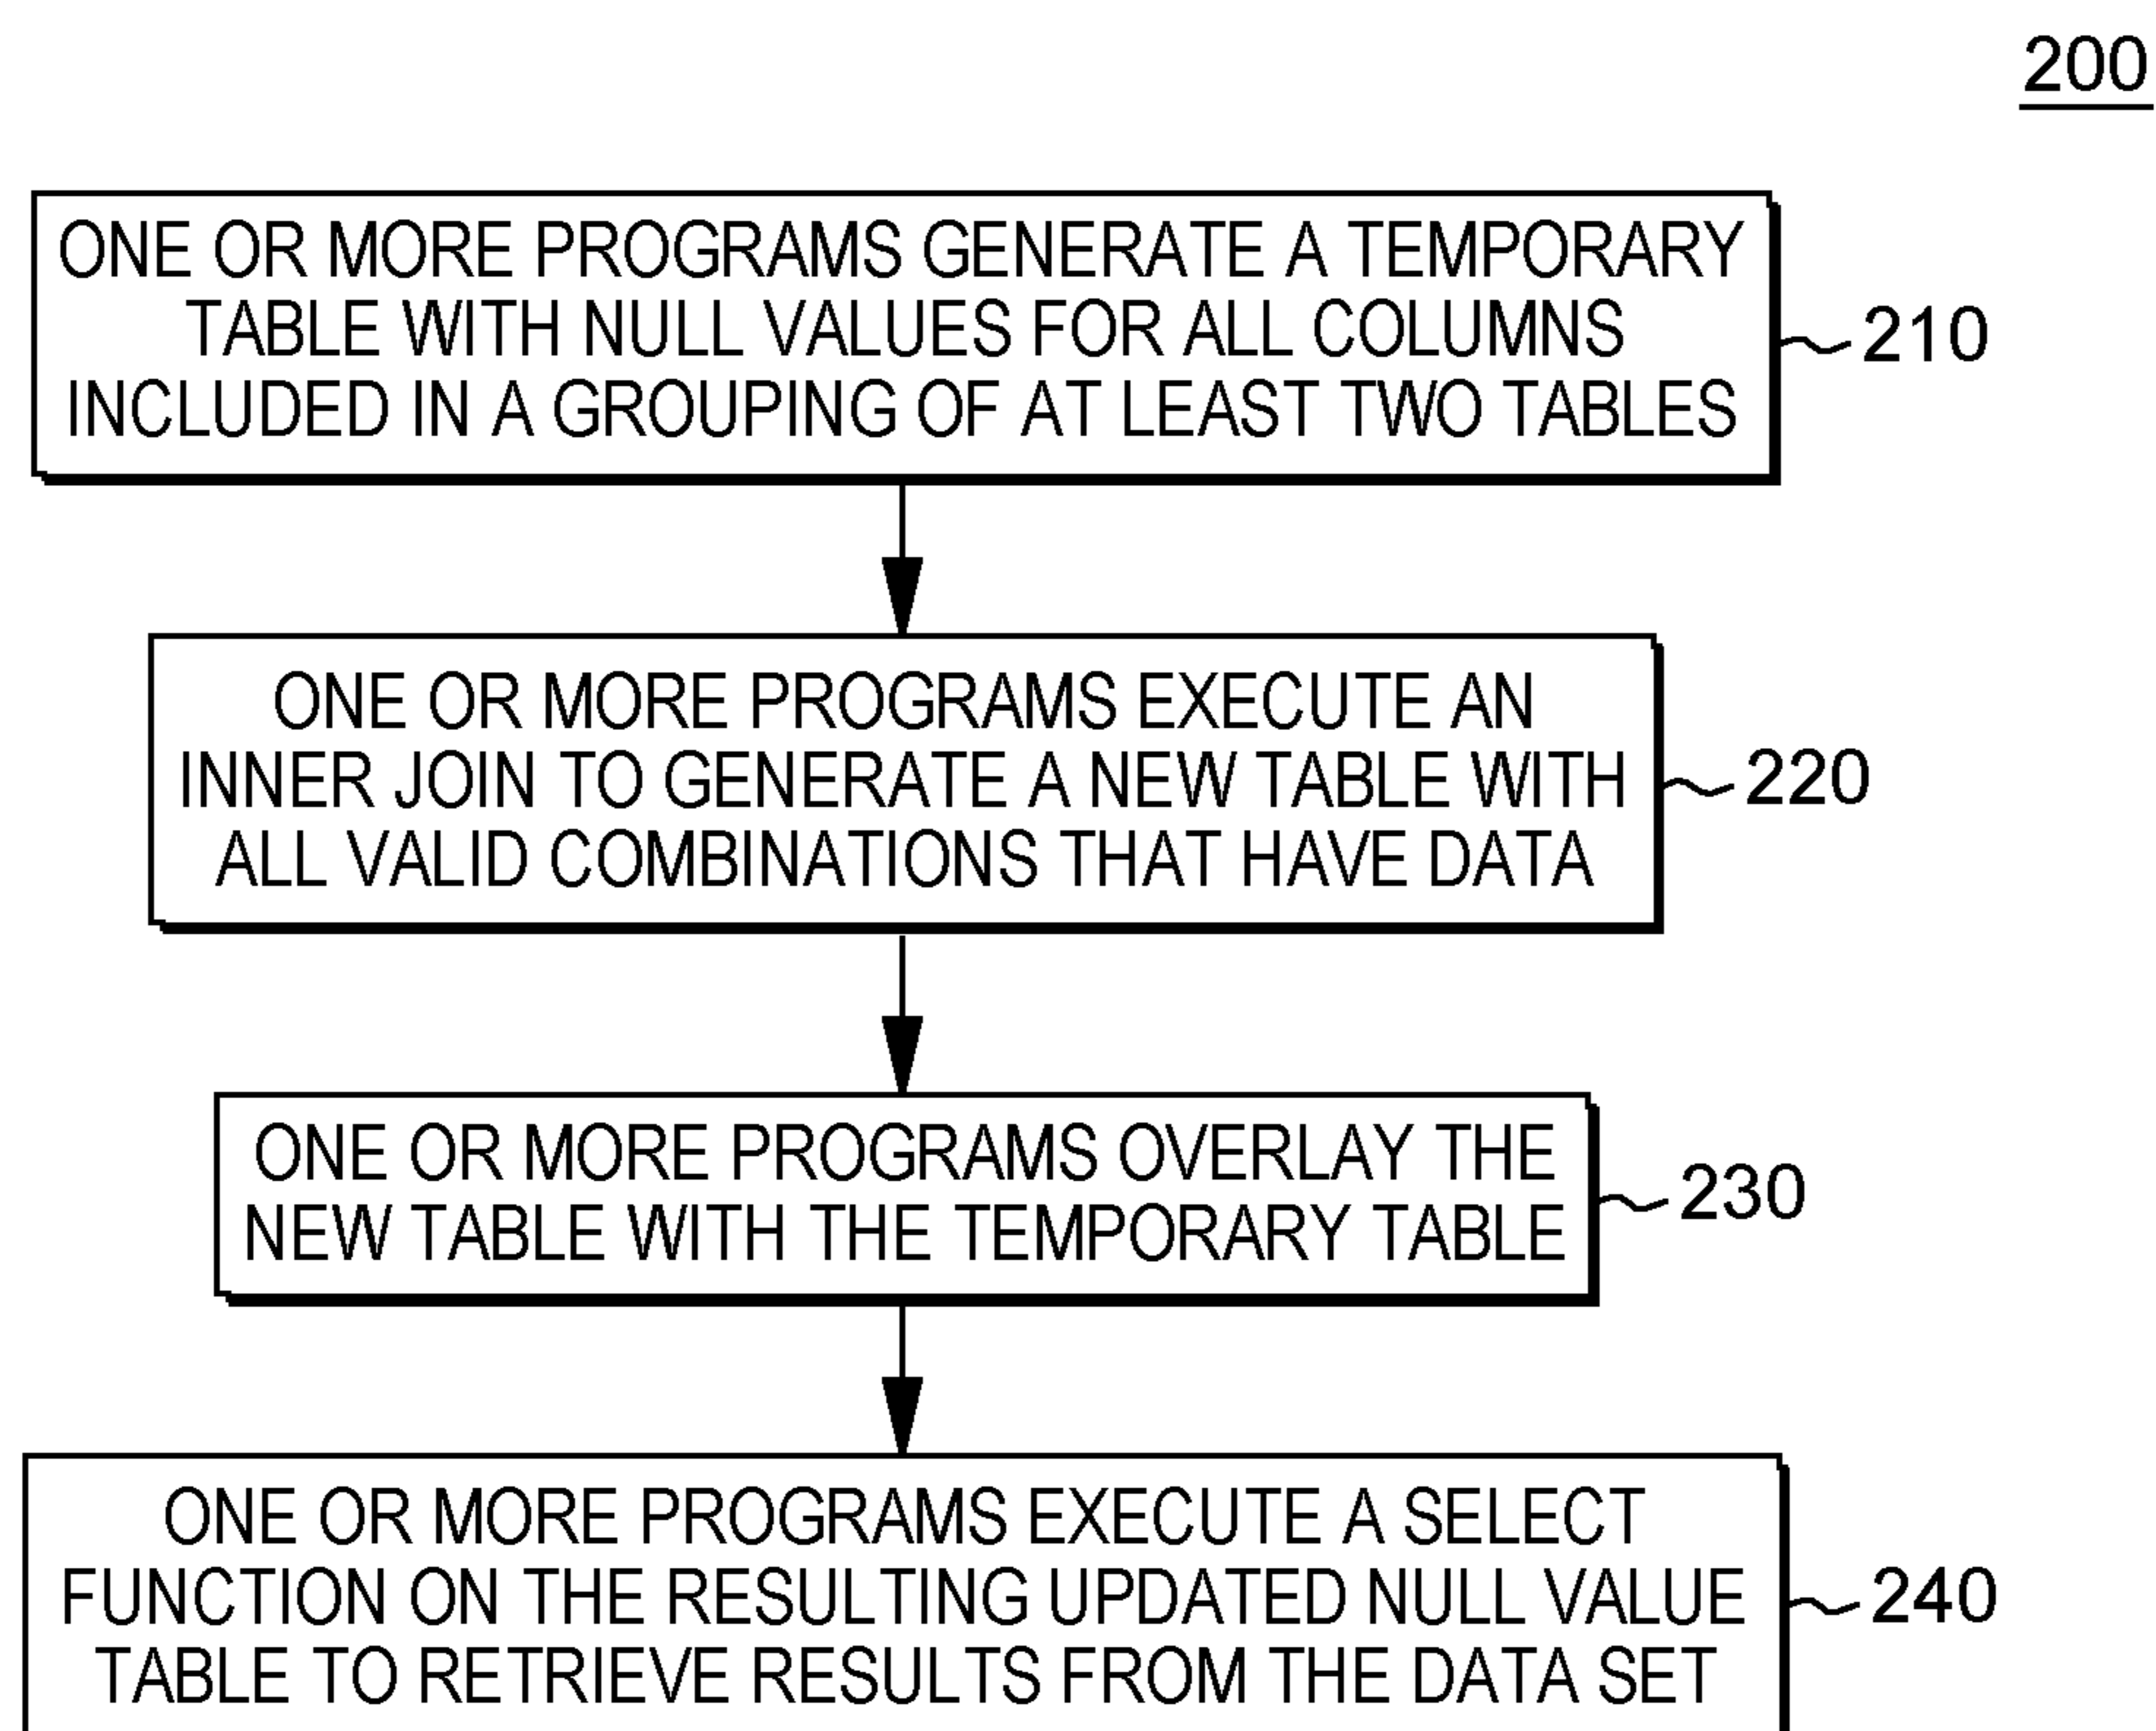 200
ONE OR MORE PROGRAMS GENERATE A TEMPORARY
TABLE WITH NULL VALUES FOR ALL COLUMNS
INCLUDED IN A GROUPING OF AT LEAST TWO TABLES
210
ONE OR MORE PROGRAMS EXECUTE AN
INNER JOIN TO GENERATE A NEW TABLE WITH
ALL VALID COMBINATIONS THAT HAVE DATA
220
ONE OR MORE PROGRAMS OVERLAY THE
NEW TABLE WITH THE TEMPORARY TABLE
230
ONE OR MORE PROGRAMS EXECUTE A SELECT
FUNCTION ON THE RESULTING UPDATED NULL VALUE
TABLE TO RETRIEVE RESULTS FROM THE DATA SET
240